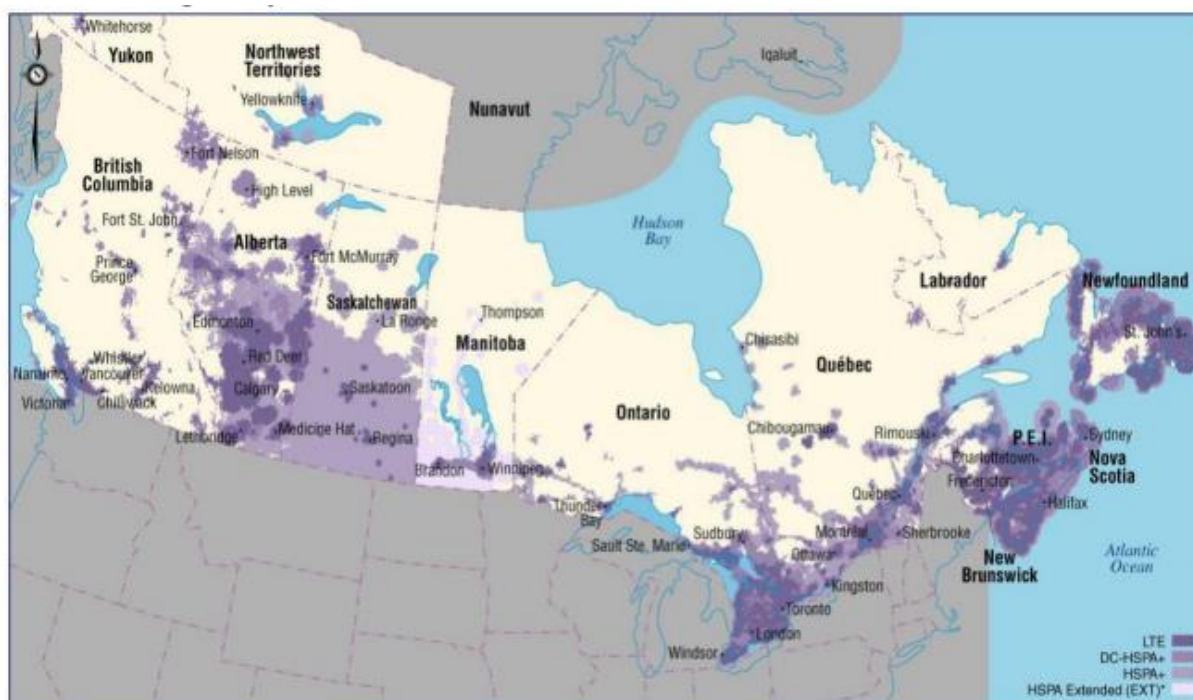 Whitehorse
Yukon
Northwest
Territories
Yellowknife
Nunavut
Iqaluit
Fort Nelson
British
Columbia
High Level
Fort St. John
Alberta
Fort McMurray
Prince
George
Saskatchewan
La Ronge
Edmonton
Thompson
Manitoba
Hudson
Bay
Labrador
Newfoundland
St. John's
Chisasibi
Québec
Whistler
Red Deer
Nanaimo
Vancouver
Kelowna
Calgary
Saskatoon
Victoria
Chilliwack
Ontario
Lethbridge
Medicine Hat
Regina
Brandon
Winnipeg
Chibougamau
Rimouski
P.E.I.
Sydney
Charlottetown
Nova
Scotia
Fredericton
Québec
Halifax
Thunder
Bay
Sudbury
Montréal
Sherbrooke
Sault Ste. Marie
Ottawa
New
Brunswick
Atlantic
Ocean
Kingston
Toronto
London
Windsor
LTE
DC-HSPA+
HSPA+
HSPA Extended (EXT)*